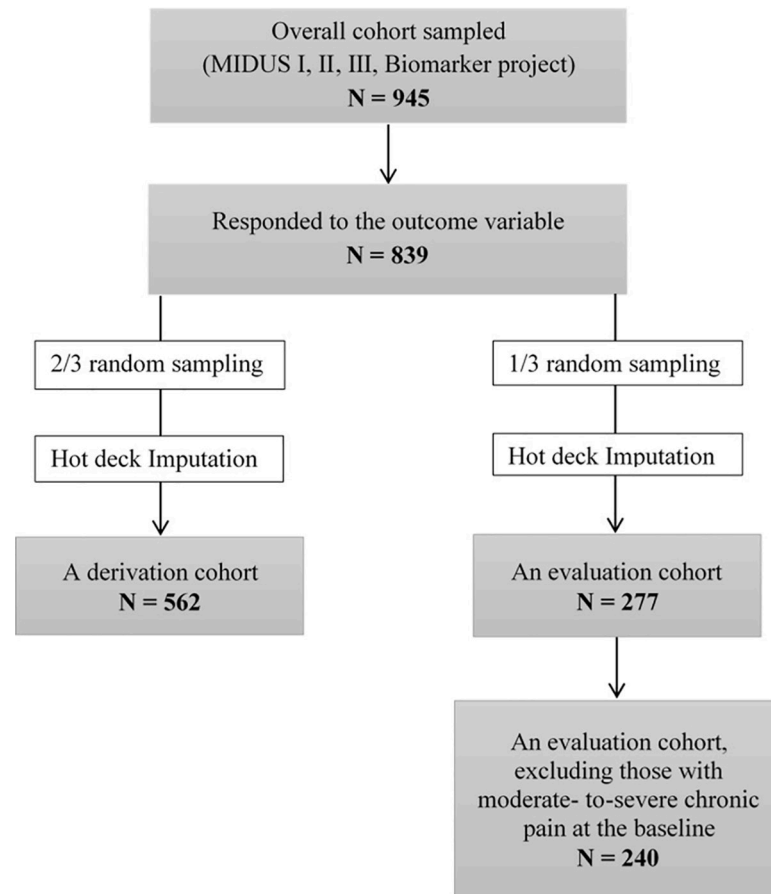 Overall cohort sampled
(MIDUS I, II, III, Biomarker project)
N = 945
Responded to the outcome variable
N = 839
2/3 random sampling
1/3 random sampling
Hot deck Imputation
Hot deck Imputation
A derivation cohort
N = 562
An evaluation cohort
N = 277
An evaluation cohort,
excluding those with
moderate- to-severe chronic
pain at the baseline
N = 240